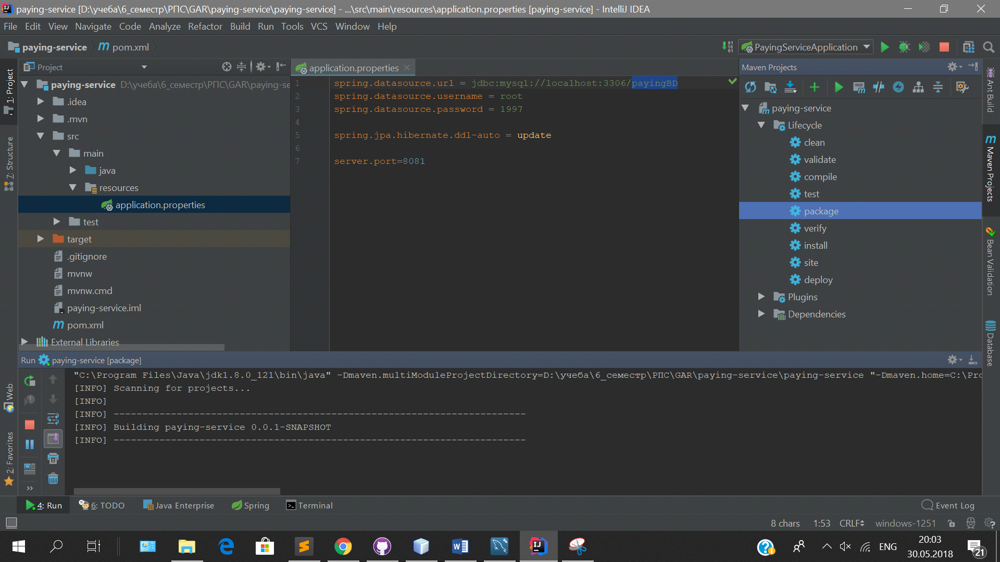 paying-service [D:\учеба\6_семестр\РПС\GAR\paying-service\paying-service] - ...\src\main\resources\application.properties [paying-service] - IntelliJ IDEA
File Edit View Navigate Code Analyze Refactor Build Run Tools VCS Window Help
paying-service pom.xml PayingServiceApplication
Project
application.properties
Maven Projects
1: Project
7: Structure
Web
2: Favorites
paying-service D:\учеба\6_семестр\РПС\GAR\paying-se
.idea
.mvn
src
main
java
resources
application.properties
test
target
.gitignore
mvnw
mvnw.cmd
paying-service.iml
pom.xml
External Libraries
1 spring.datasource.url = jdbc:mysql://localhost:3306/payingBD
2 spring.datasource.username = root
3 spring.datasource.password = 1997
4
5 spring.jpa.hibernate.ddl-auto = update
6
7 server.port=8081
paying-service
Lifecycle
clean
validate
compile
test
package
verify
install
site
deploy
Plugins
Dependencies
Ant Build
Maven Projects
Bean Validation
Database
Run paying-service [package]
"C:\Program Files\Java\jdk1.8.0_121\bin\java" -Dmaven.multiModuleProjectDirectory=D:\учеба\6_семестр\РПС\GAR\paying-service\paying-service "-Dmaven.home=C:\Pro
[INFO] Scanning for projects...
[INFO]
[INFO] ------------------------------------------------------------------------
[INFO] Building paying-service 0.0.1-SNAPSHOT
[INFO] ------------------------------------------------------------------------
4: Run 6: TODO Java Enterprise Spring Terminal Event Log
8 chars 1:53 CRLF windows-1251
ENG 20:03
30.05.2018 21